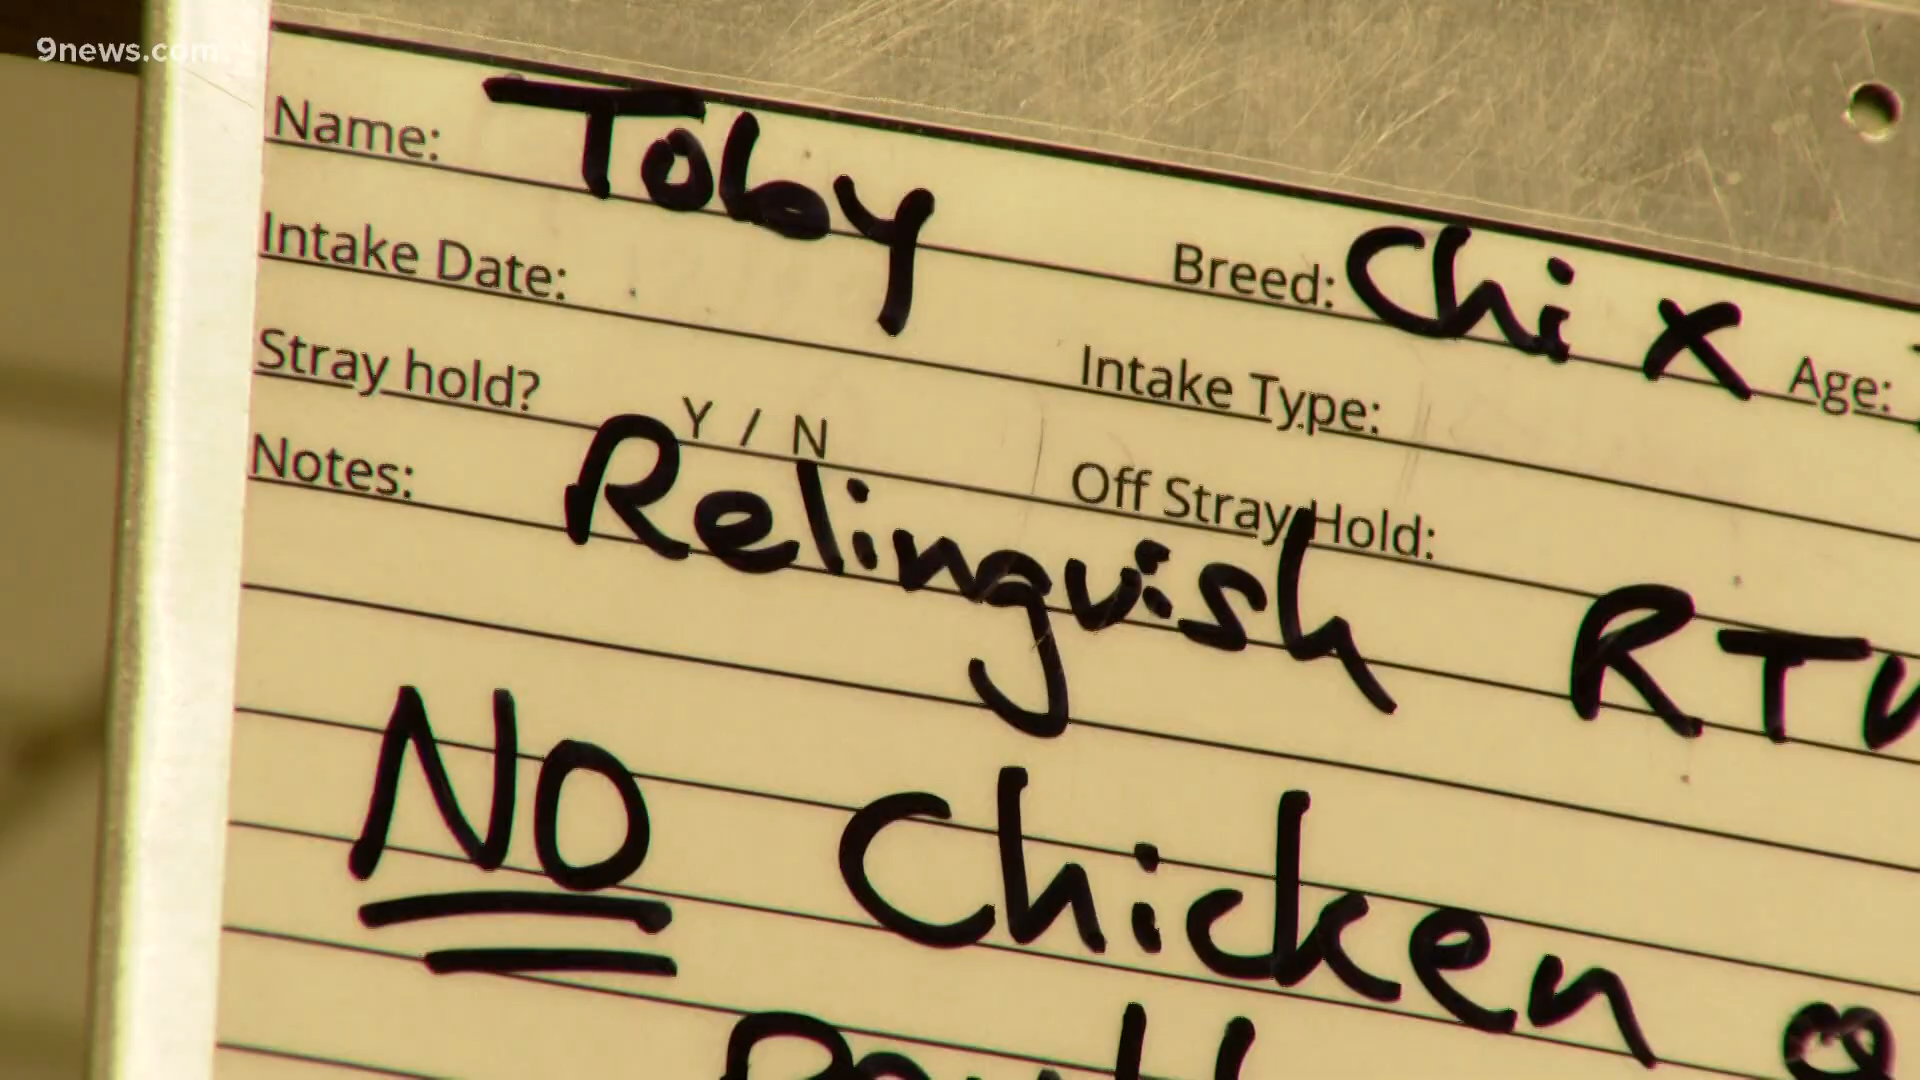 9news.com
Name: Toby Breed: Chi X Age:
Intake Date: Intake Type:
Stray hold? Y / N Off Stray Hold:
Notes: Relinquish
NO Chicken